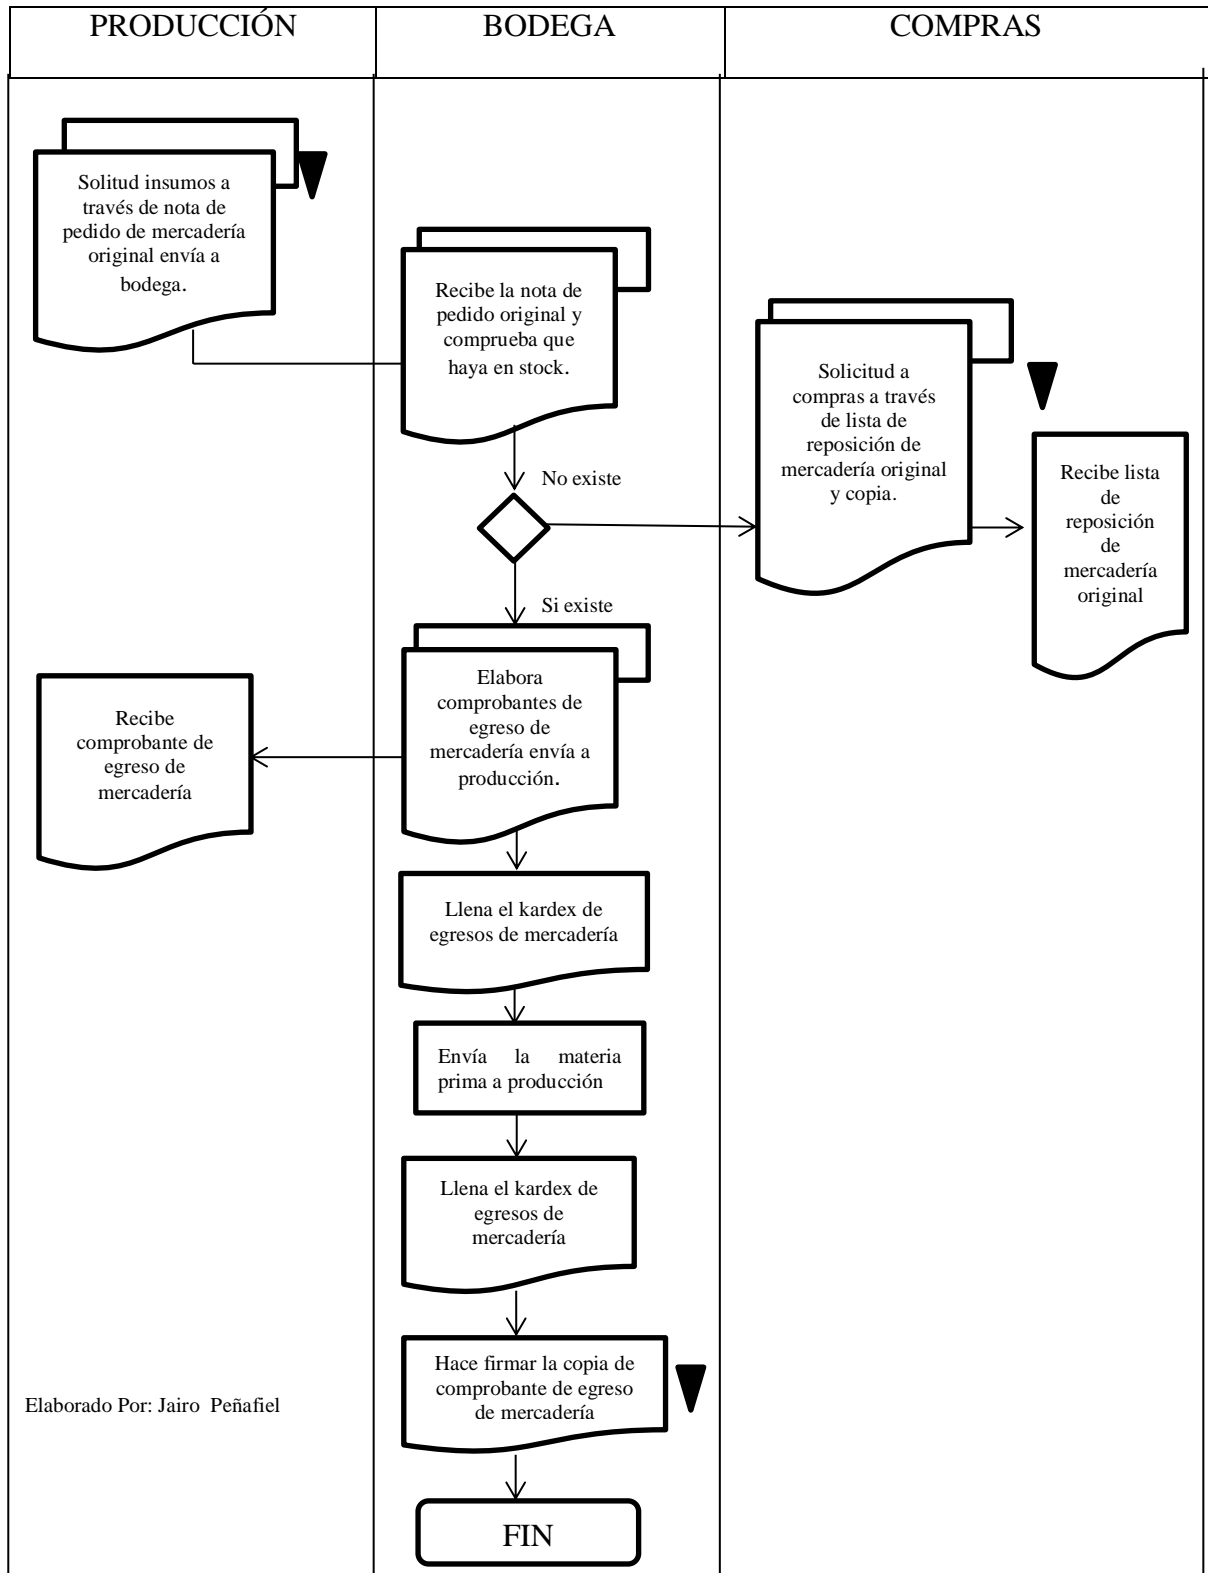 PRODUCCIÓN
BODEGA
COMPRAS
Solitud insumos a
través de nota de
pedido de mercadería
original envía a
bodega.
Recibe la nota de
pedido original y
comprueba que
haya en stock.
Solicitud a
compras a través
de lista de
reposición de
mercadería original
y copia.
Recibe lista
de
reposición
de
mercadería
original
No existe
Si existe
Elabora
comprobantes de
egreso de
mercadería envía a
producción.
Recibe
comprobante de
egreso de
mercadería
Llena el kardex de
egresos de mercadería
Envía la materia
prima a producción
Llena el kardex de
egresos de
mercadería
Hace firmar la copia de
comprobante de egreso
de mercadería
Elaborado Por: Jairo Peñafiel
FIN